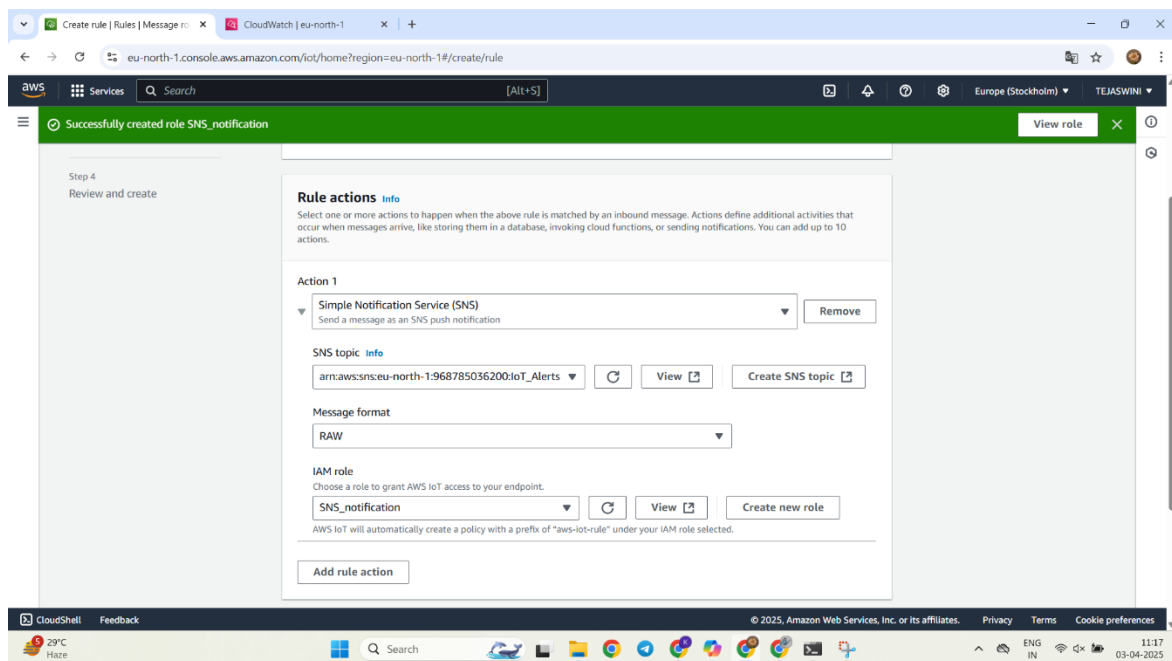 Create rule | Rules | Message ro
CloudWatch | eu-north-1
eu-north-1.console.aws.amazon.com/iot/home?region=eu-north-1#/create/rule
aws
Services
Search
[Alt+S]
Europe (Stockholm)
TEJASWINI
Successfully created role SNS_notification
View role
Step 4
Review and create
Rule actions Info
Select one or more actions to happen when the above rule is matched by an inbound message. Actions define additional activities that
occur when messages arrive, like storing them in a database, invoking cloud functions, or sending notifications. You can add up to 10
actions.
Action 1
Simple Notification Service (SNS)
Send a message as an SNS push notification
Remove
SNS topic Info
arn:aws:sns:eu-north-1:968785036200:IoT_Alerts
View
Create SNS topic
Message format
RAW
IAM role
Choose a role to grant AWS IoT access to your endpoint.
SNS_notification
View
Create new role
AWS IoT will automatically create a policy with a prefix of "aws-iot-rule" under your IAM role selected.
Add rule action
CloudShell
Feedback
© 2025, Amazon Web Services, Inc. or its affiliates.
Privacy
Terms
Cookie preferences
5
29°C
Haze
Search
ENG
IN
11:17
03-04-2025